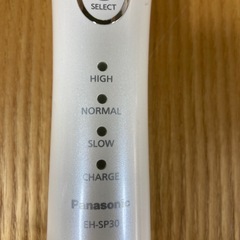 SELECT
HIGH
NORMAL
SLOW
CHARGE
Panasonic
EH-SP30